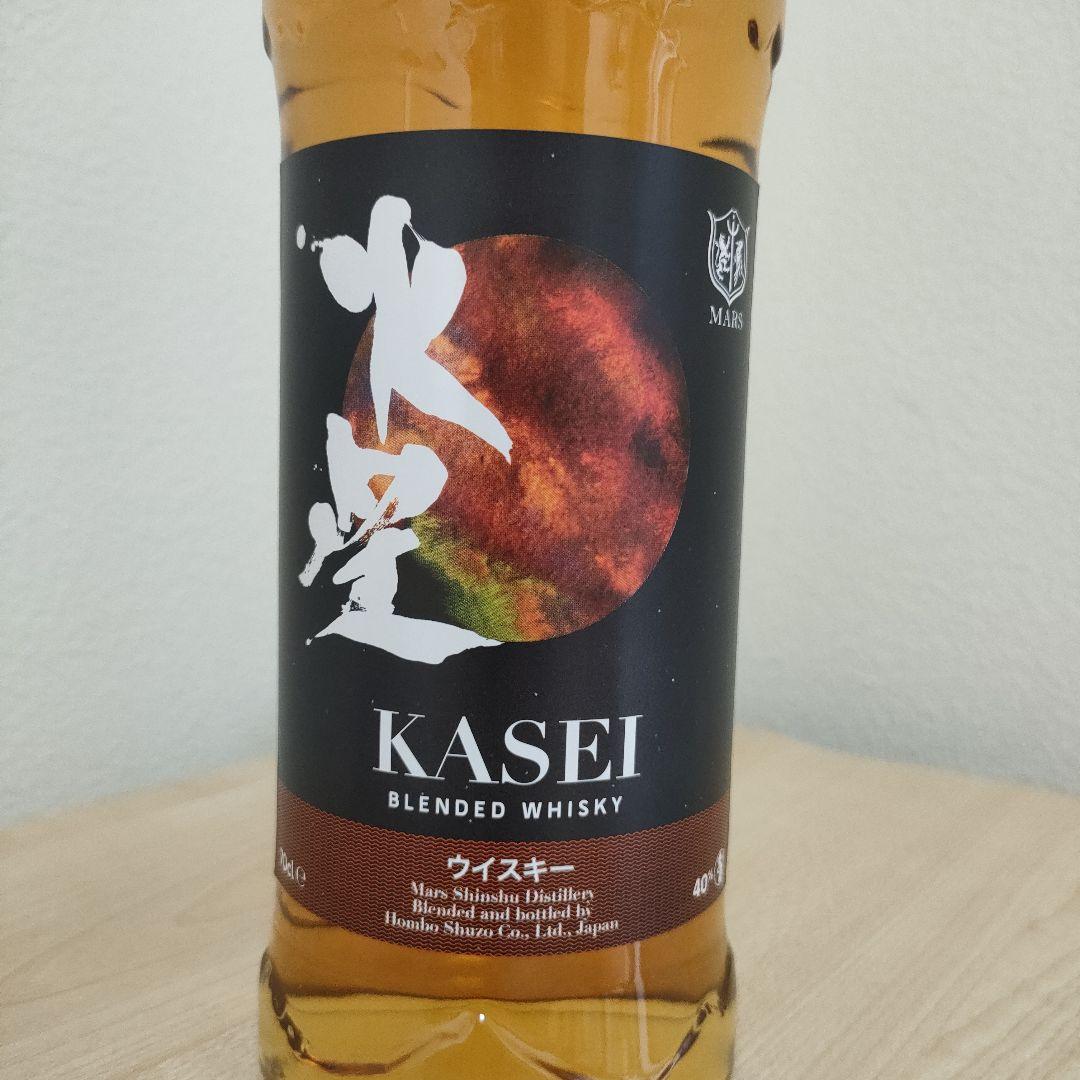 火星
MARS
KASEI
BLENDED WHISKY
ウイスキー
70cl e
40%
Mars Shinshu Distillery
Blended and bottled by
Hombo Shuzo Co., Ltd., Japan